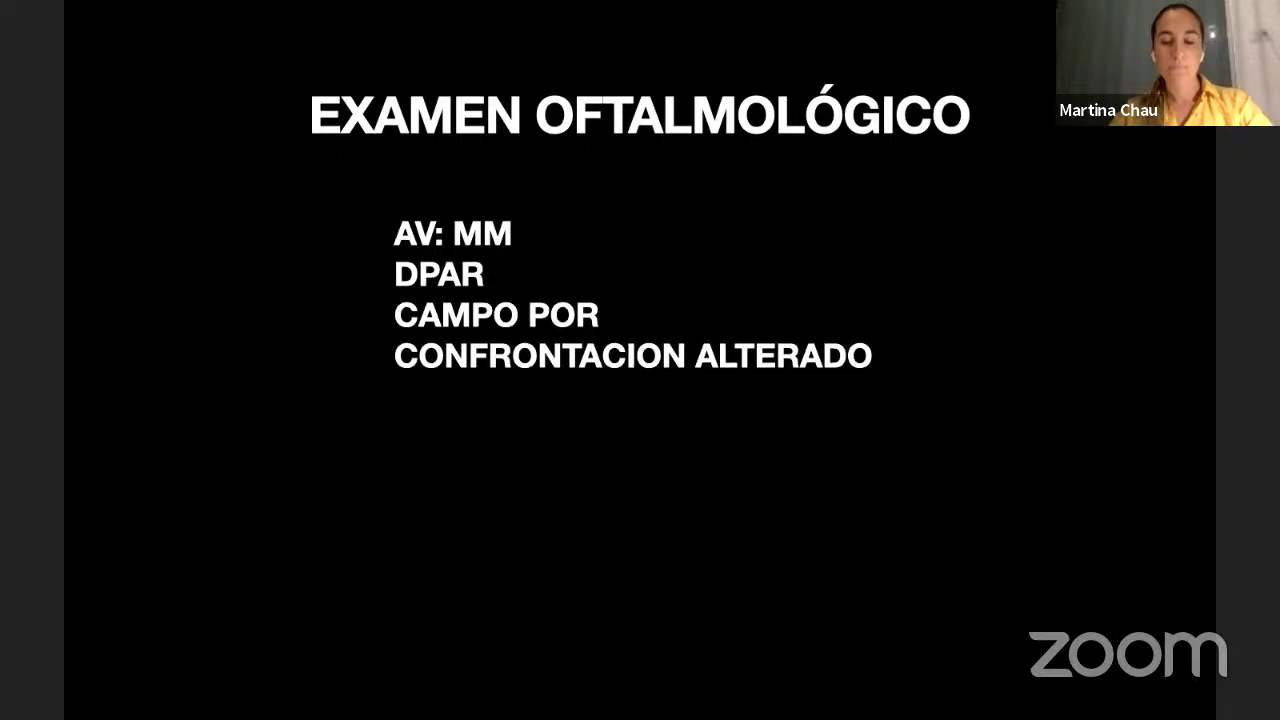 EXAMEN OFTALMOLÓGICO
Martina Chau
AV: MM
DPAR
CAMPO POR
CONFRONTACION ALTERADO
zoom